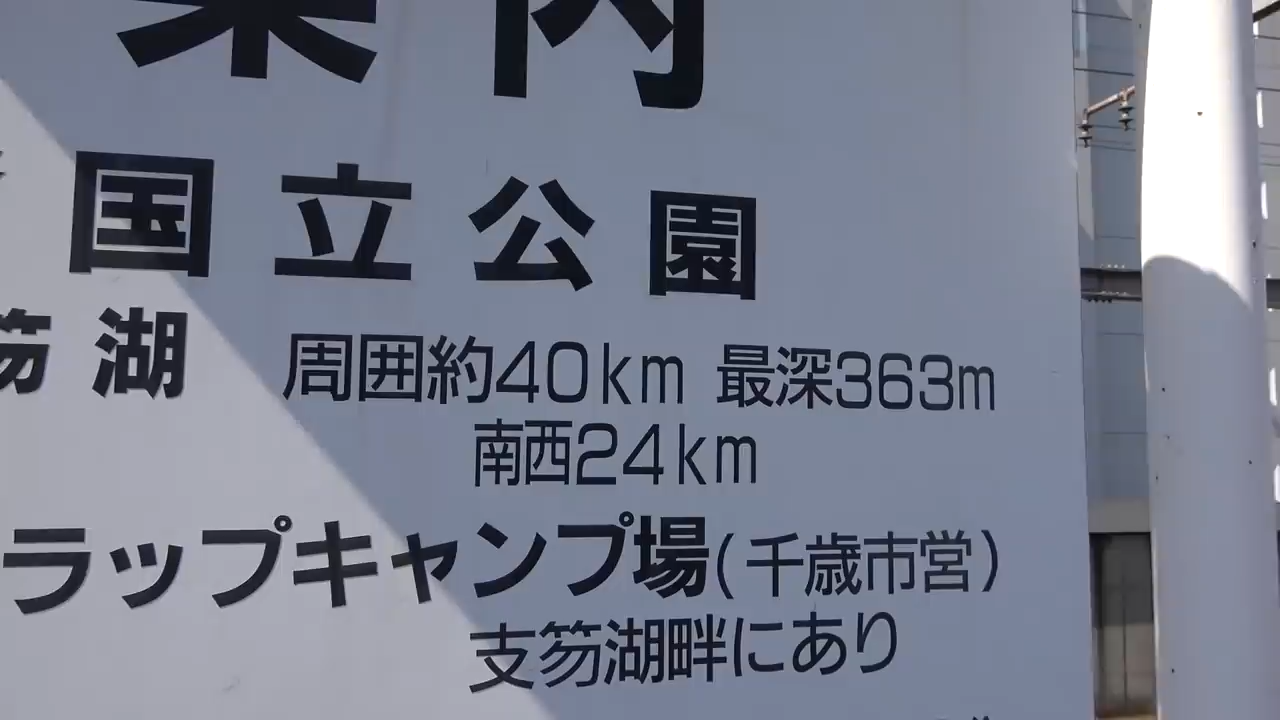 案内
国立公園
笏湖 周囲約40km 最深363m
南西24km
ラップキャンプ場(千歳市営)
支笏湖畔にあり